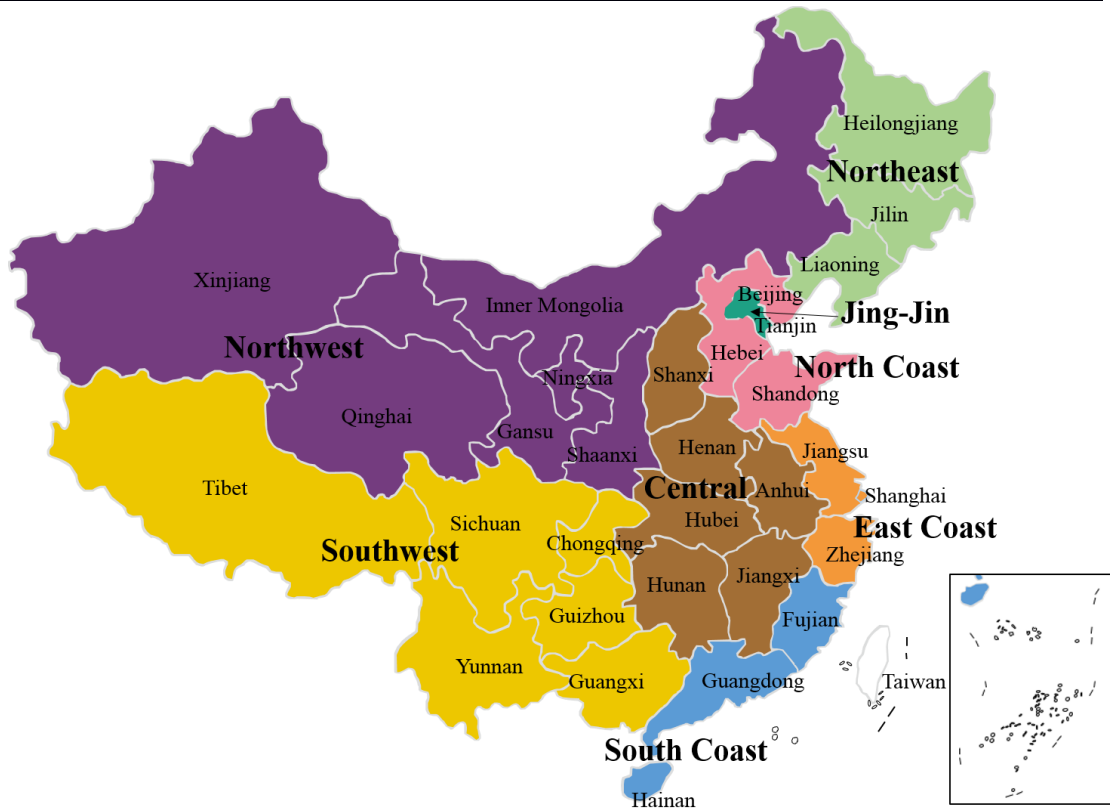 Heilongjiang
Northeast
Jilin
Liaoning
Xinjiang
Inner Mongolia
Beijing
Jing-Jin
Tianjin
Northwest
Hebei
North Coast
Shanxi
Ningxia
Shandong
Qinghai
Gansu
Shaanxi
Henan
Jiangsu
Tibet
Central
Anhui
Shanghai
Sichuan
Hubei
East Coast
Southwest
Chongqing
Zhejiang
Hunan
Jiangxi
Guizhou
Fujian
Yunnan
Guangxi
Guangdong
Taiwan
South Coast
Hainan